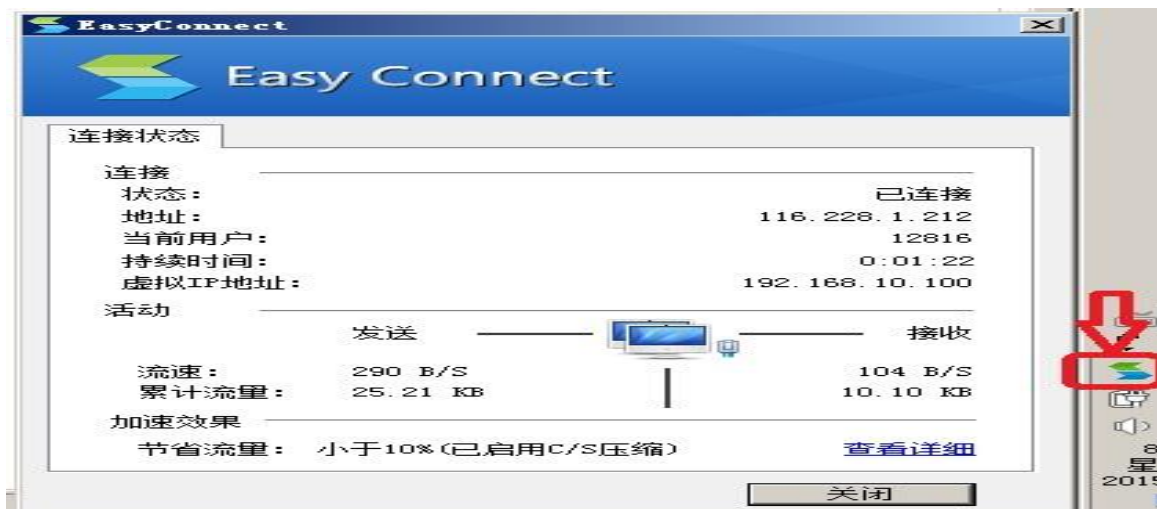 EasyConnect
Easy Connect
连接状态
连接
状态： 已连接
地址： 116.228.1.212
当前用户： 12816
持续时间： 0:01:22
虚拟IP地址： 192.168.10.100
活动
发送 接收
流速： 290 B/S 104 B/S
累计流量： 25.21 KB 10.10 KB
加速效果
节省流量： 小于10%(已启用C/S压缩) 查看详细
关闭
8
星
2015